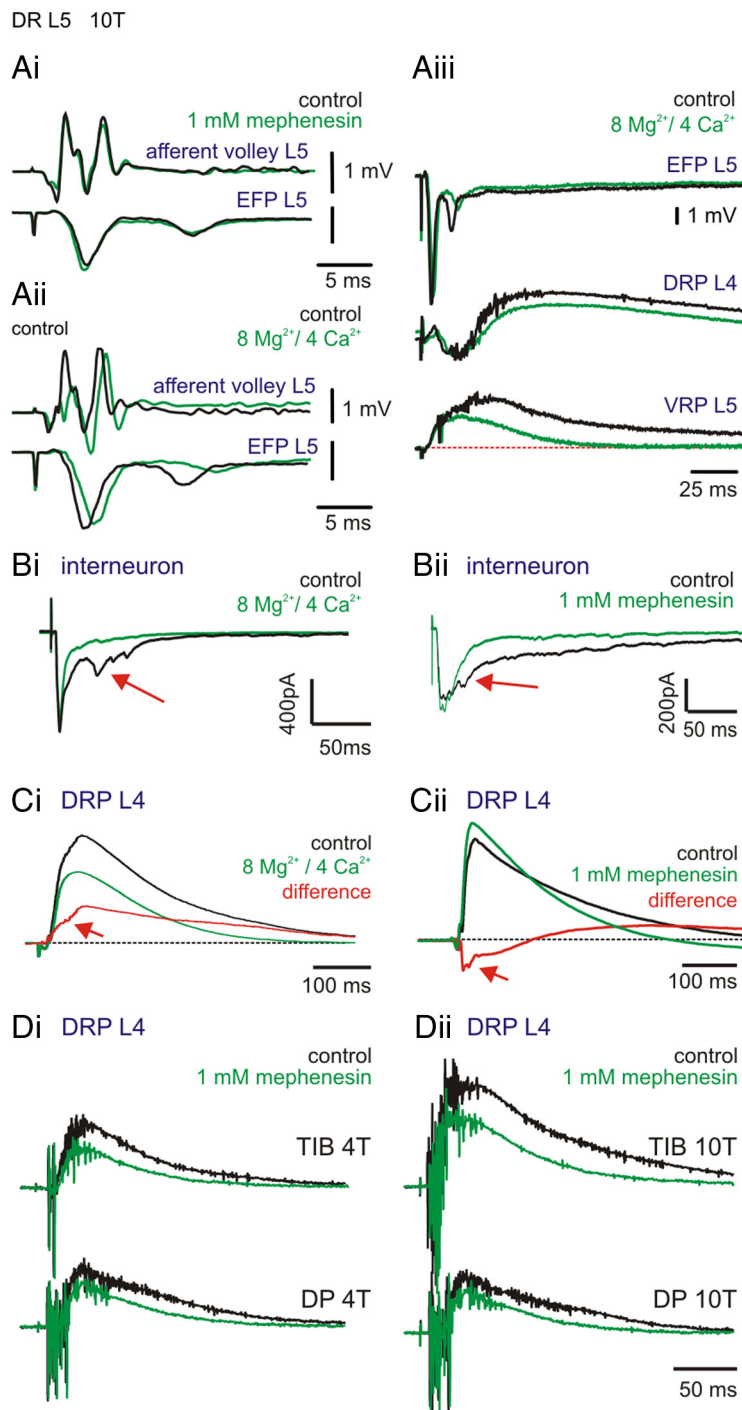 DR L5 10T
Ai
control
1 mM mephenesin
afferent volley L5
1 mV
EFP L5
5 ms
Aii
control
8 Mg²⁺/ 4 Ca²⁺
afferent volley L5
1 mV
EFP L5
5 ms
Aiii
control
8 Mg²⁺/ 4 Ca²⁺
EFP L5
1 mV
DRP L4
VRP L5
25 ms
Bi interneuron
control
8 Mg²⁺/ 4 Ca²⁺
400pA
50ms
Bii interneuron
control
1 mM mephenesin
200pA
50 ms
Ci DRP L4
control
8 Mg²⁺ / 4 Ca²⁺
difference
100 ms
Cii DRP L4
control
1 mM mephenesin
difference
100 ms
Di DRP L4
control
1 mM mephenesin
TIB 4T
DP 4T
Dii DRP L4
control
1 mM mephenesin
TIB 10T
DP 10T
50 ms